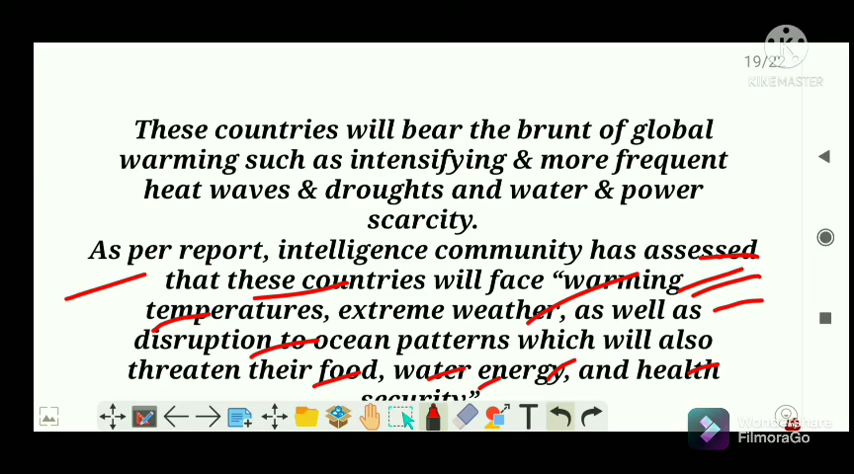 19/22
KINEMASTER
These countries will bear the brunt of global
warming such as intensifying & more frequent
heat waves & droughts and water & power
scarcity.
As per report, intelligence community has assessed
that these countries will face “warming
temperatures, extreme weather, as well as
disruption to ocean patterns which will also
threaten their food, water energy, and health
security”
Wondershare
FilmoraGo